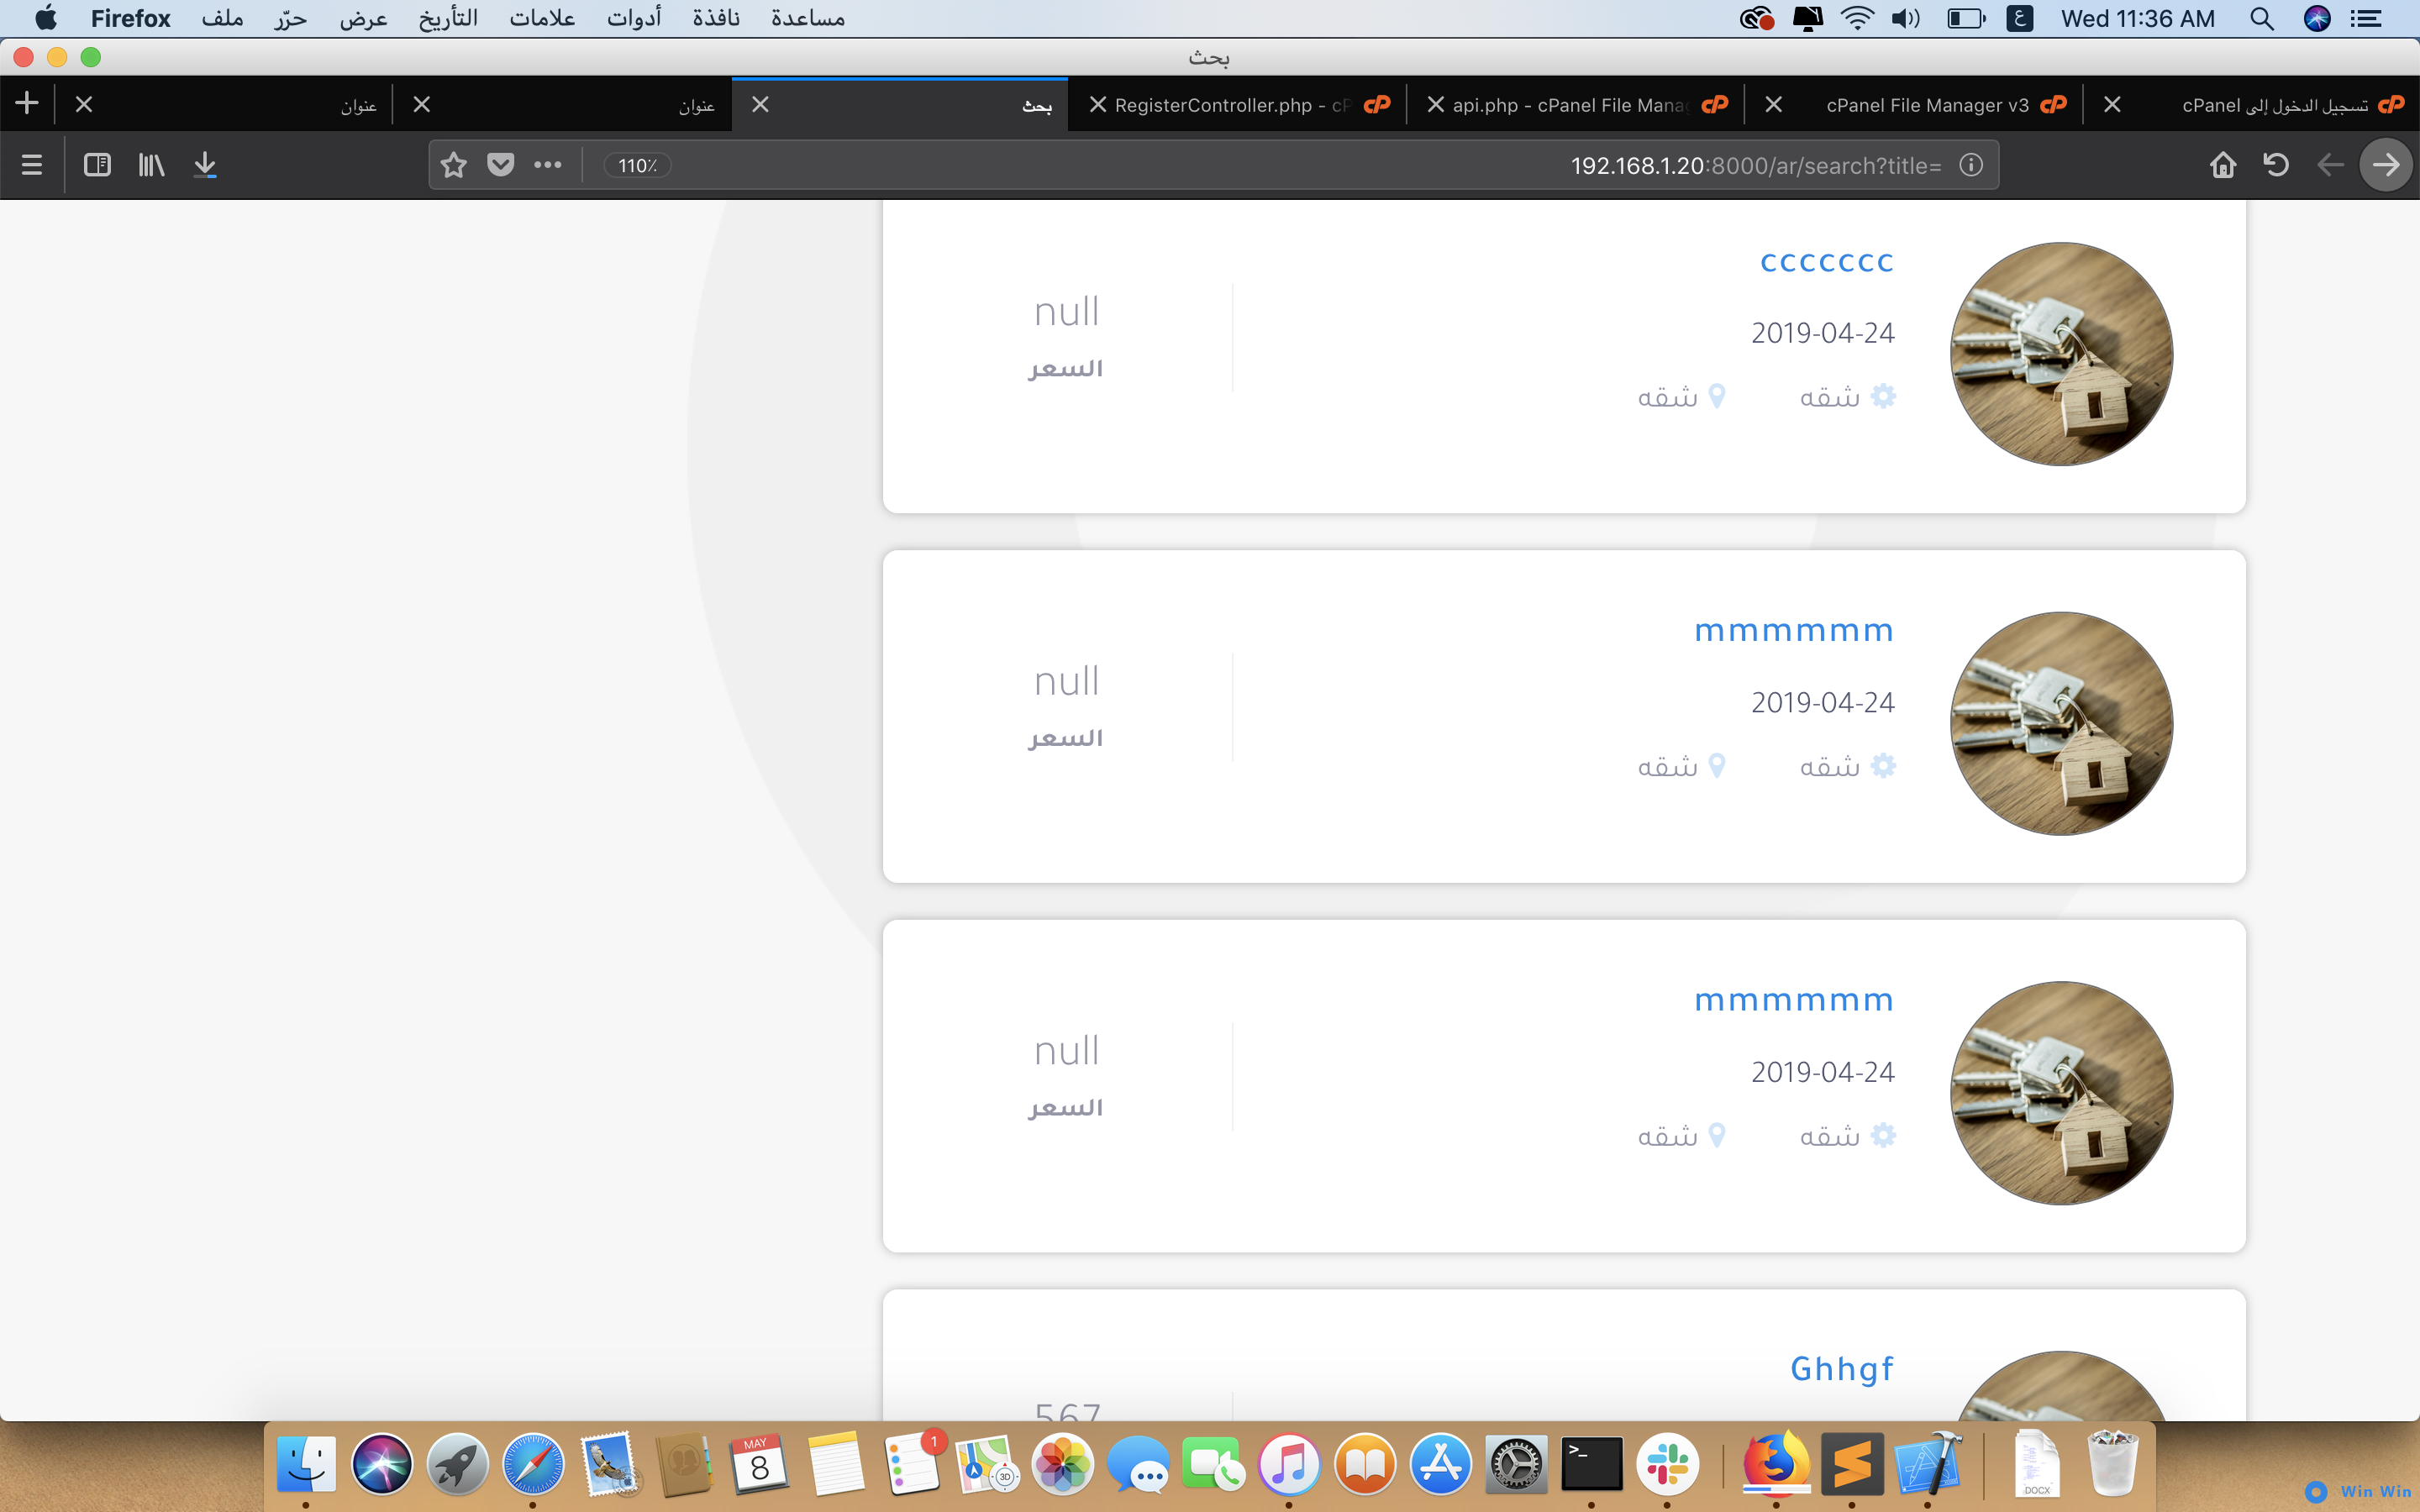 Firefox ملف حرّر عرض التأريخ علامات أدوات نافذة مساعدة ع Wed 11:36 AM
بحث
تسجيل الدخول إلى cPanel
cPanel File Manager v3
api.php - cPanel File Manag
RegisterController.php - cP
بحث
عنوان
عنوان
110٪ 192.168.1.20:8000/ar/search?title=
ccccccc
2019-04-24
شقه شقه
null
السعر
mmmmmm
2019-04-24
شقه شقه
null
السعر
mmmmmm
2019-04-24
شقه شقه
null
السعر
Ghhgf
567
MAY
8
1
3D
>_
DOCX
Win Win